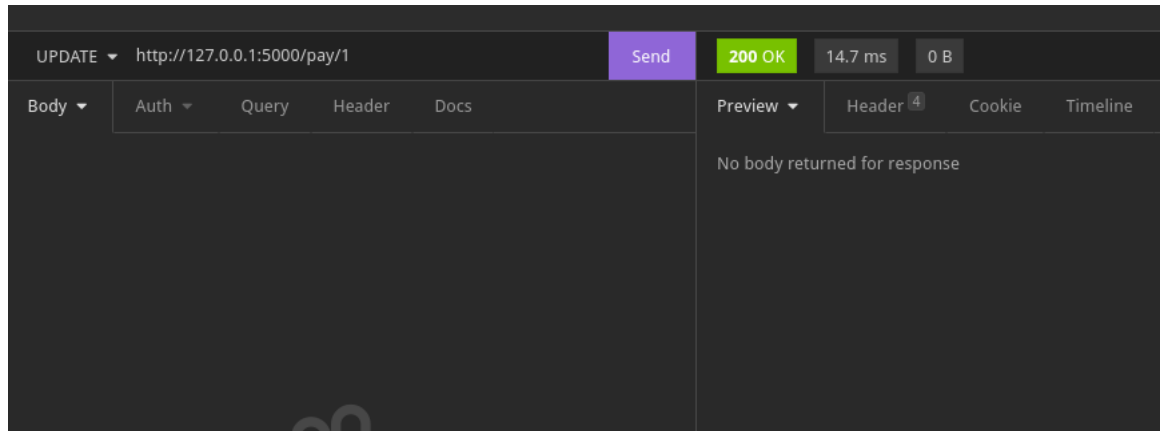 UPDATE http://127.0.0.1:5000/pay/1 Send 200 OK 14.7 ms 0 B
Body Auth Query Header Docs Preview Header 4 Cookie Timeline
No body returned for response